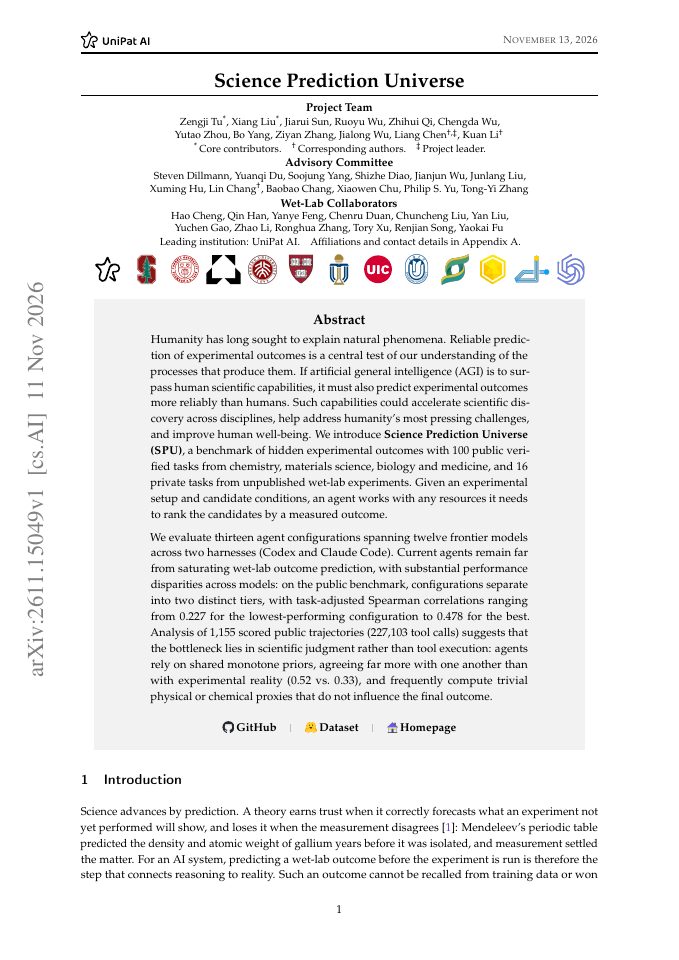 UniPat AI
NOVEMBER 13, 2026
Science Prediction Universe
Project Team
Zengji Tu*, Xiang Liu*, Jiarui Sun, Ruoyu Wu, Zhihui Qi, Chengda Wu,
Yutao Zhou, Bo Yang, Ziyan Zhang, Jialong Wu, Liang Chen†,‡, Kuan Li†
* Core contributors. † Corresponding authors. ‡ Project leader.
Advisory Committee
Steven Dillmann, Yuanqi Du, Soojung Yang, Shizhe Diao, Jianjun Wu, Junlang Liu,
Xuming Hu, Lin Chang†, Baobao Chang, Xiaowen Chu, Philip S. Yu, Tong-Yi Zhang
Wet-Lab Collaborators
Hao Cheng, Qin Han, Yanye Feng, Chenru Duan, Chuncheng Liu, Yan Liu,
Yuchen Gao, Zhao Li, Ronghua Zhang, Tory Xu, Renjian Song, Yaokai Fu
Leading institution: UniPat AI. Affiliations and contact details in Appendix A.
UIC
Abstract
Humanity has long sought to explain natural phenomena. Reliable predic-
tion of experimental outcomes is a central test of our understanding of the
processes that produce them. If artificial general intelligence (AGI) is to sur-
pass human scientific capabilities, it must also predict experimental outcomes
more reliably than humans. Such capabilities could accelerate scientific dis-
covery across disciplines, help address humanity's most pressing challenges,
and improve human well-being. We introduce Science Prediction Universe
(SPU), a benchmark of hidden experimental outcomes with 100 public veri-
fied tasks from chemistry, materials science, biology and medicine, and 16
private tasks from unpublished wet-lab experiments. Given an experimental
setup and candidate conditions, an agent works with any resources it needs
to rank the candidates by a measured outcome.
We evaluate thirteen agent configurations spanning twelve frontier models
across two harnesses (Codex and Claude Code). Current agents remain far
from saturating wet-lab outcome prediction, with substantial performance
disparities across models: on the public benchmark, configurations separate
into two distinct tiers, with task-adjusted Spearman correlations ranging
from 0.227 for the lowest-performing configuration to 0.478 for the best.
Analysis of 1,155 scored public trajectories (227,103 tool calls) suggests that
the bottleneck lies in scientific judgment rather than tool execution: agents
rely on shared monotone priors, agreeing far more with one another than
with experimental reality (0.52 vs. 0.33), and frequently compute trivial
physical or chemical proxies that do not influence the final outcome.
GitHub | Dataset | Homepage
arXiv:2611.15049v1 [cs.AI] 11 Nov 2026
1 Introduction
Science advances by prediction. A theory earns trust when it correctly forecasts what an experiment not
yet performed will show, and loses it when the measurement disagrees [1]: Mendeleev's periodic table
predicted the density and atomic weight of gallium years before it was isolated, and measurement settled
the matter. For an AI system, predicting a wet-lab outcome before the experiment is run is therefore the
step that connects reasoning to reality. Such an outcome cannot be recalled from training data or won
1